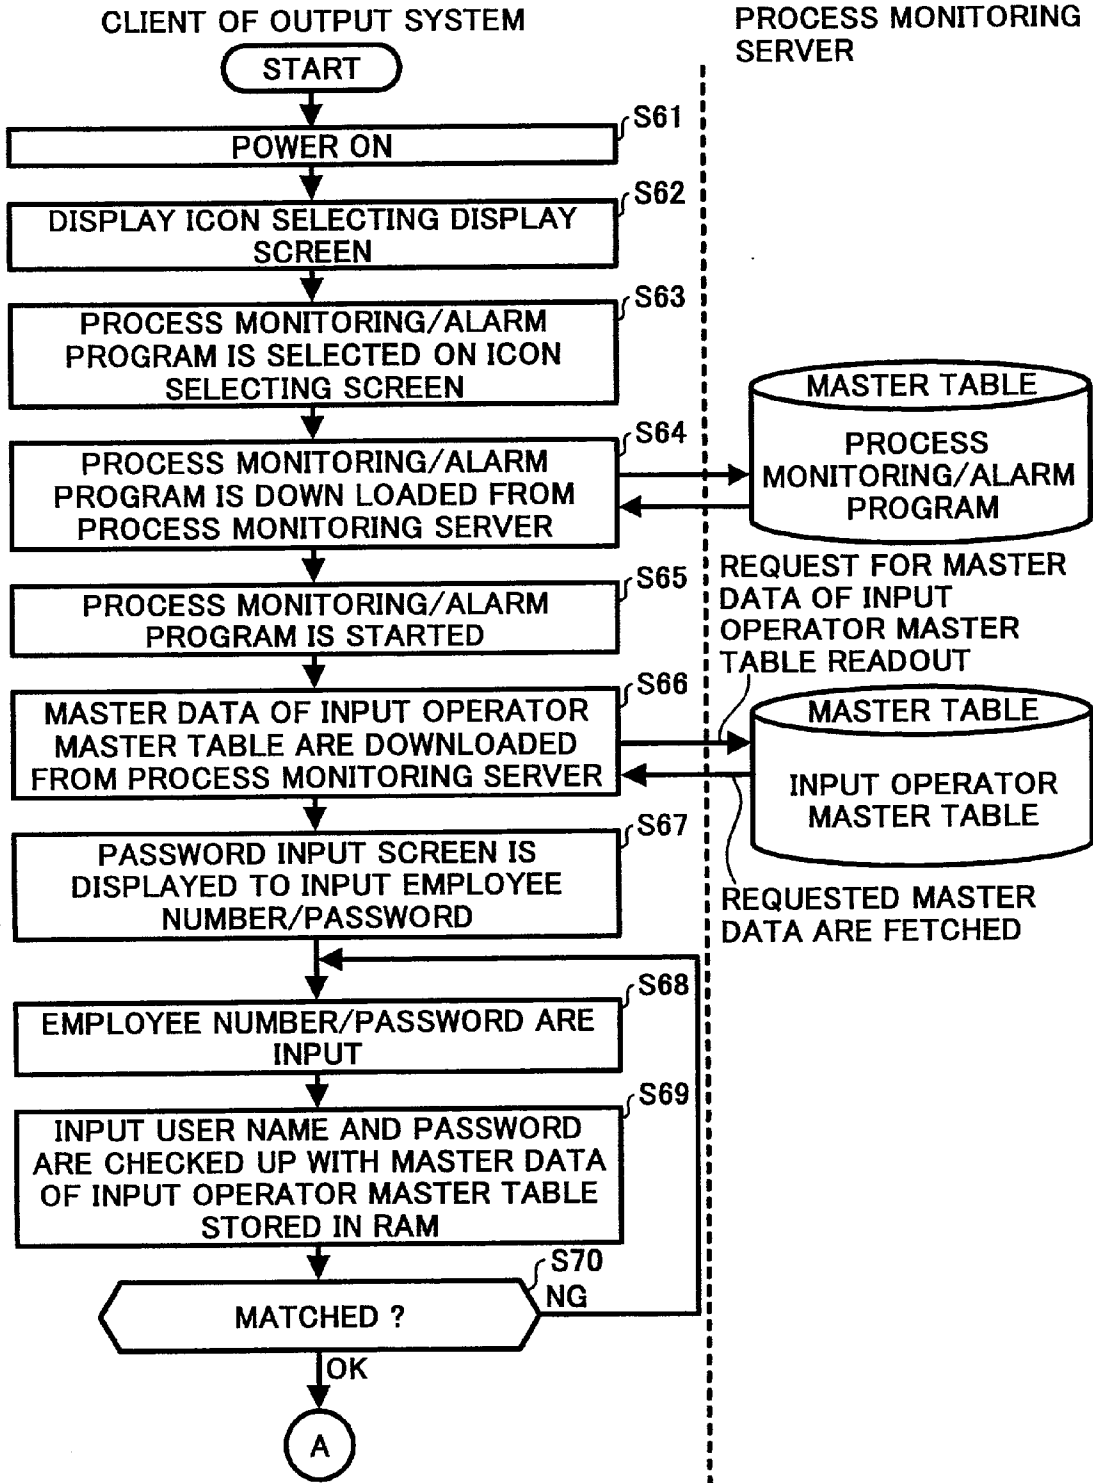 CLIENT OF OUTPUT SYSTEM
PROCESS MONITORING
SERVER
START
S61
POWER ON
S62
DISPLAY ICON SELECTING DISPLAY
SCREEN
S63
PROCESS MONITORING/ALARM
PROGRAM IS SELECTED ON ICON
SELECTING SCREEN
S64
PROCESS MONITORING/ALARM
PROGRAM IS DOWN LOADED FROM
PROCESS MONITORING SERVER
MASTER TABLE
PROCESS
MONITORING/ALARM
PROGRAM
S65
PROCESS MONITORING/ALARM
PROGRAM IS STARTED
REQUEST FOR MASTER
DATA OF INPUT
OPERATOR MASTER
TABLE READOUT
S66
MASTER DATA OF INPUT OPERATOR
MASTER TABLE ARE DOWNLOADED
FROM PROCESS MONITORING SERVER
MASTER TABLE
INPUT OPERATOR
MASTER TABLE
REQUESTED MASTER
DATA ARE FETCHED
S67
PASSWORD INPUT SCREEN IS
DISPLAYED TO INPUT EMPLOYEE
NUMBER/PASSWORD
S68
EMPLOYEE NUMBER/PASSWORD ARE
INPUT
S69
INPUT USER NAME AND PASSWORD
ARE CHECKED UP WITH MASTER DATA
OF INPUT OPERATOR MASTER TABLE
STORED IN RAM
S70
MATCHED ?
NG
OK
A